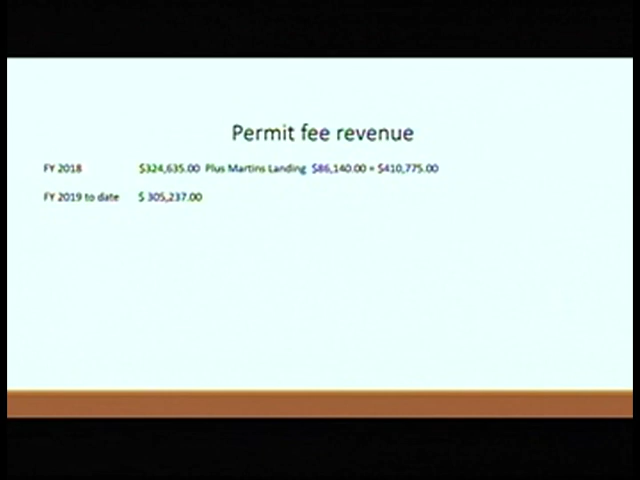 Permit fee revenue
FY 2018 $324,635.00 Plus Martins Landing $86,140.00 = $410,775.00
FY 2019 to date $ 305,237.00